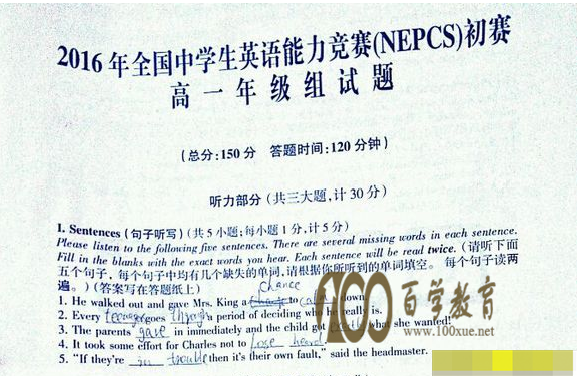 2016年全国中学生英语能力竞赛(NEPCS)初赛
高一年级组试题
(总分:150分 答题时间:120分钟)
听力部分(共三大题,计30分)
I. Sentences (句子听写)(共5小题;每小题1分,计5分)
Please listen to the following five sentences. There are several missing words in each sentence.
Fill in the blanks with the exact words you hear. Each sentence will be read twice. (请听下面
五个句子,每个句子中均有几个缺失的单词,请根据你所听到的单词填空。每个句子读两
遍。)(答案写在答题纸上)
chance
1. He walked out and gave Mrs. King a to down.
2. Every teenager goes through a period of deciding who he really is.
3. The parents gave in immediately and the child got what she wanted!
4. It took some effort for Charles not to lose heart.
5. "If they're in trouble then it's their own fault," said the headmaster.
100 百学教育
www.100xue.net